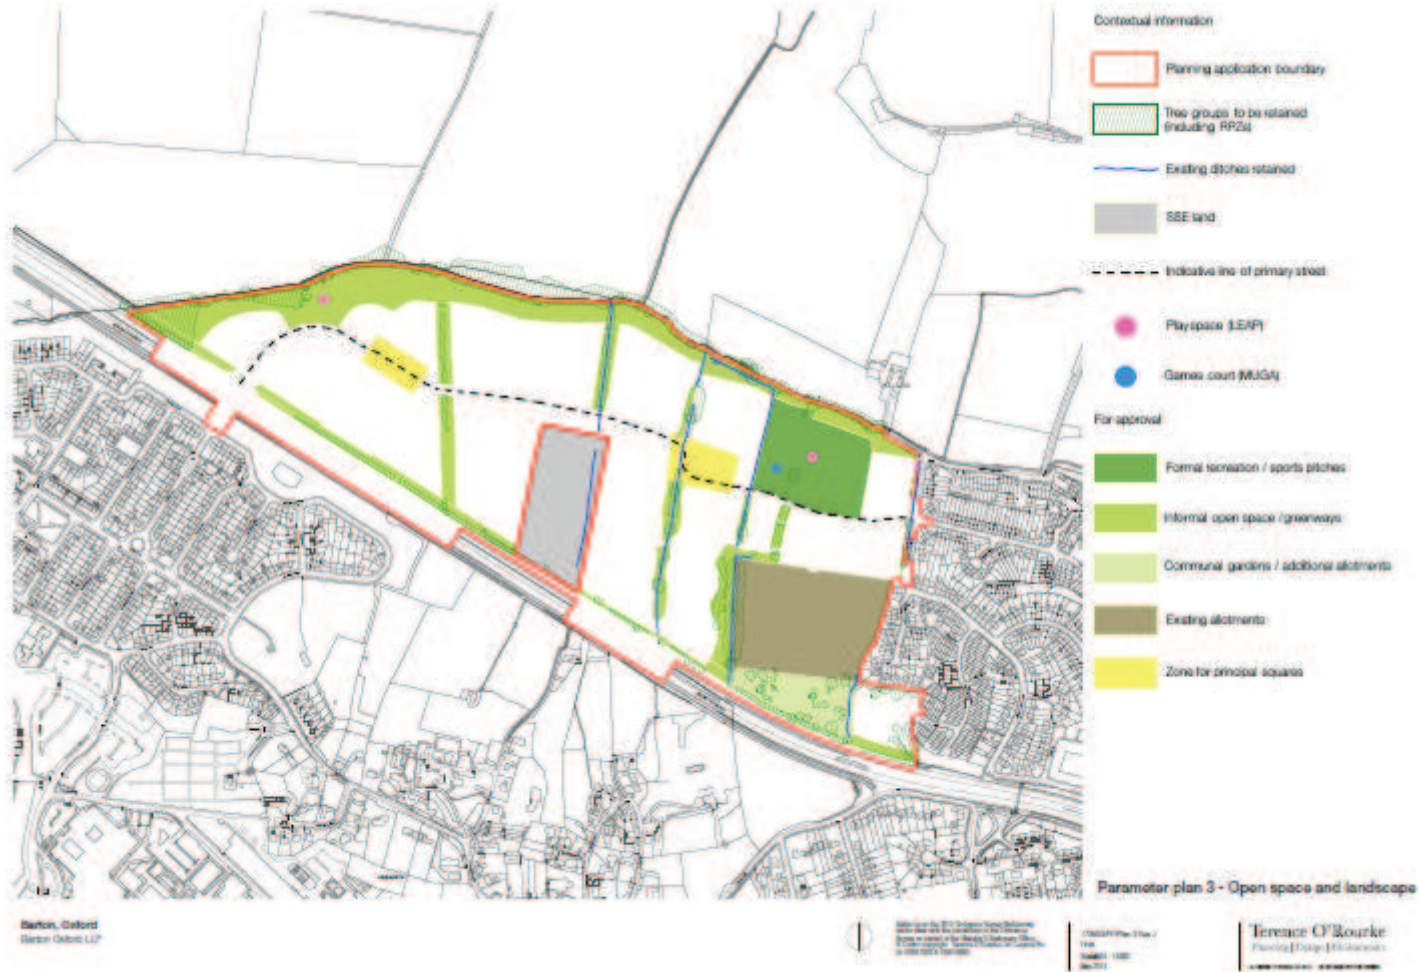 Contextual information
Planning application boundary
Tree groups to be retained
(including RPZs)
Existing ditches retained
SSE land
Indicative line of primary street
Playspace (LEAP)
Games court (MUGA)
For approval
Formal recreation / sports pitches
Informal open space / greenways
Communal gardens / additional allotments
Existing allotments
Zone for principal squares
Parameter plan 3 - Open space and landscape
Barton, Oxford
Barton Oxford LLP
Terence O'Rourke
Planning | Design | Environment